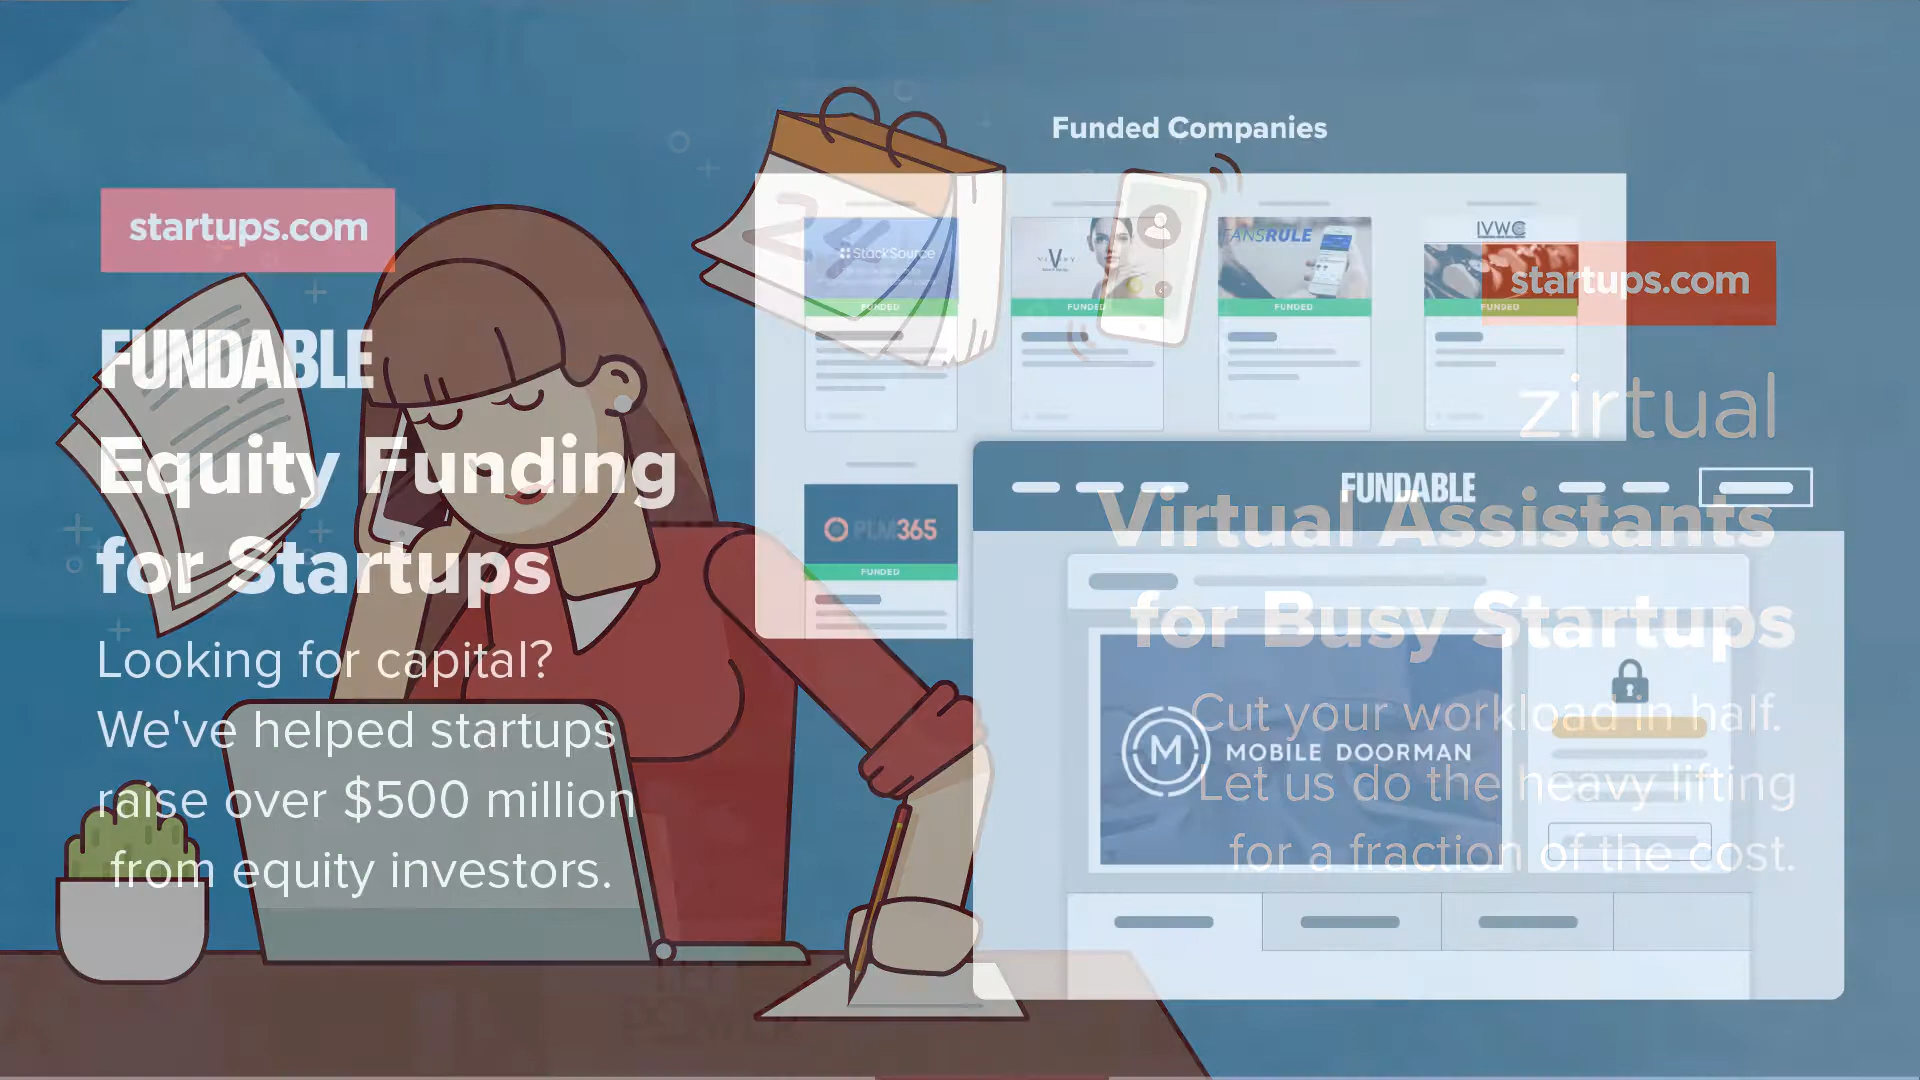 startups.com
FUNDABLE
Equity Funding
for Startups
Looking for capital?
We've helped startups
raise over $500 million
from equity investors.
Funded Companies
StackSource
FUNDED
VIVRY
FUNDED
FANSRULE
FUNDED
IVWC
FUNDED
PLM365
FUNDED
FUNDABLE
M MOBILE DOORMAN
startups.com
zirtual
Virtual Assistants
for Busy Startups
Cut your workload in half.
Let us do the heavy lifting
for a fraction of the cost.